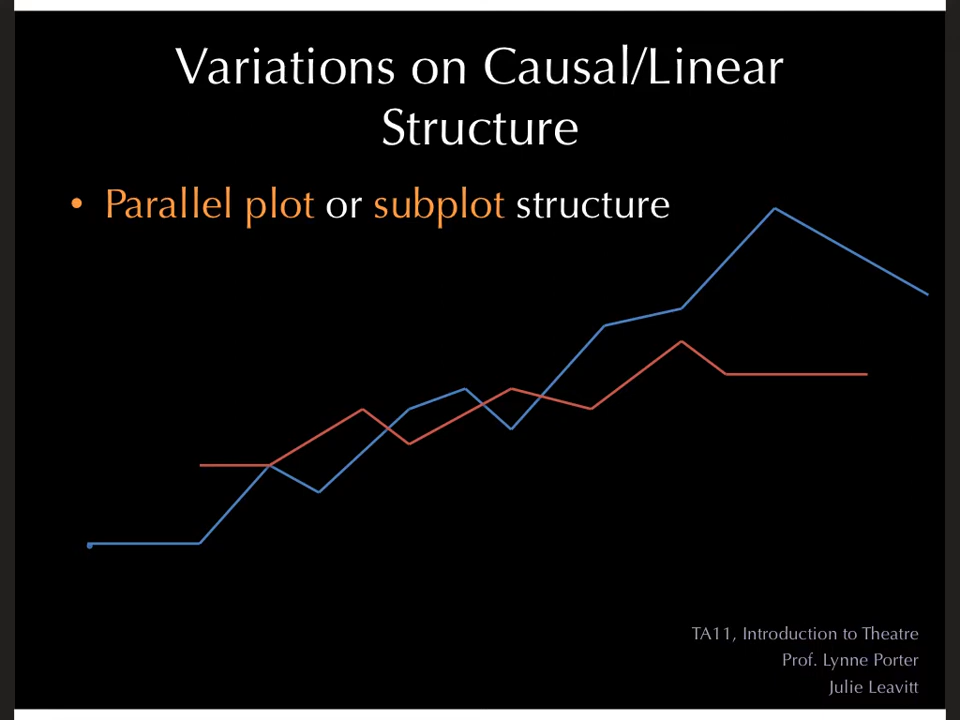 Variations on Causal/Linear
Structure
• Parallel plot or subplot structure
TA11, Introduction to Theatre
Prof. Lynne Porter
Julie Leavitt